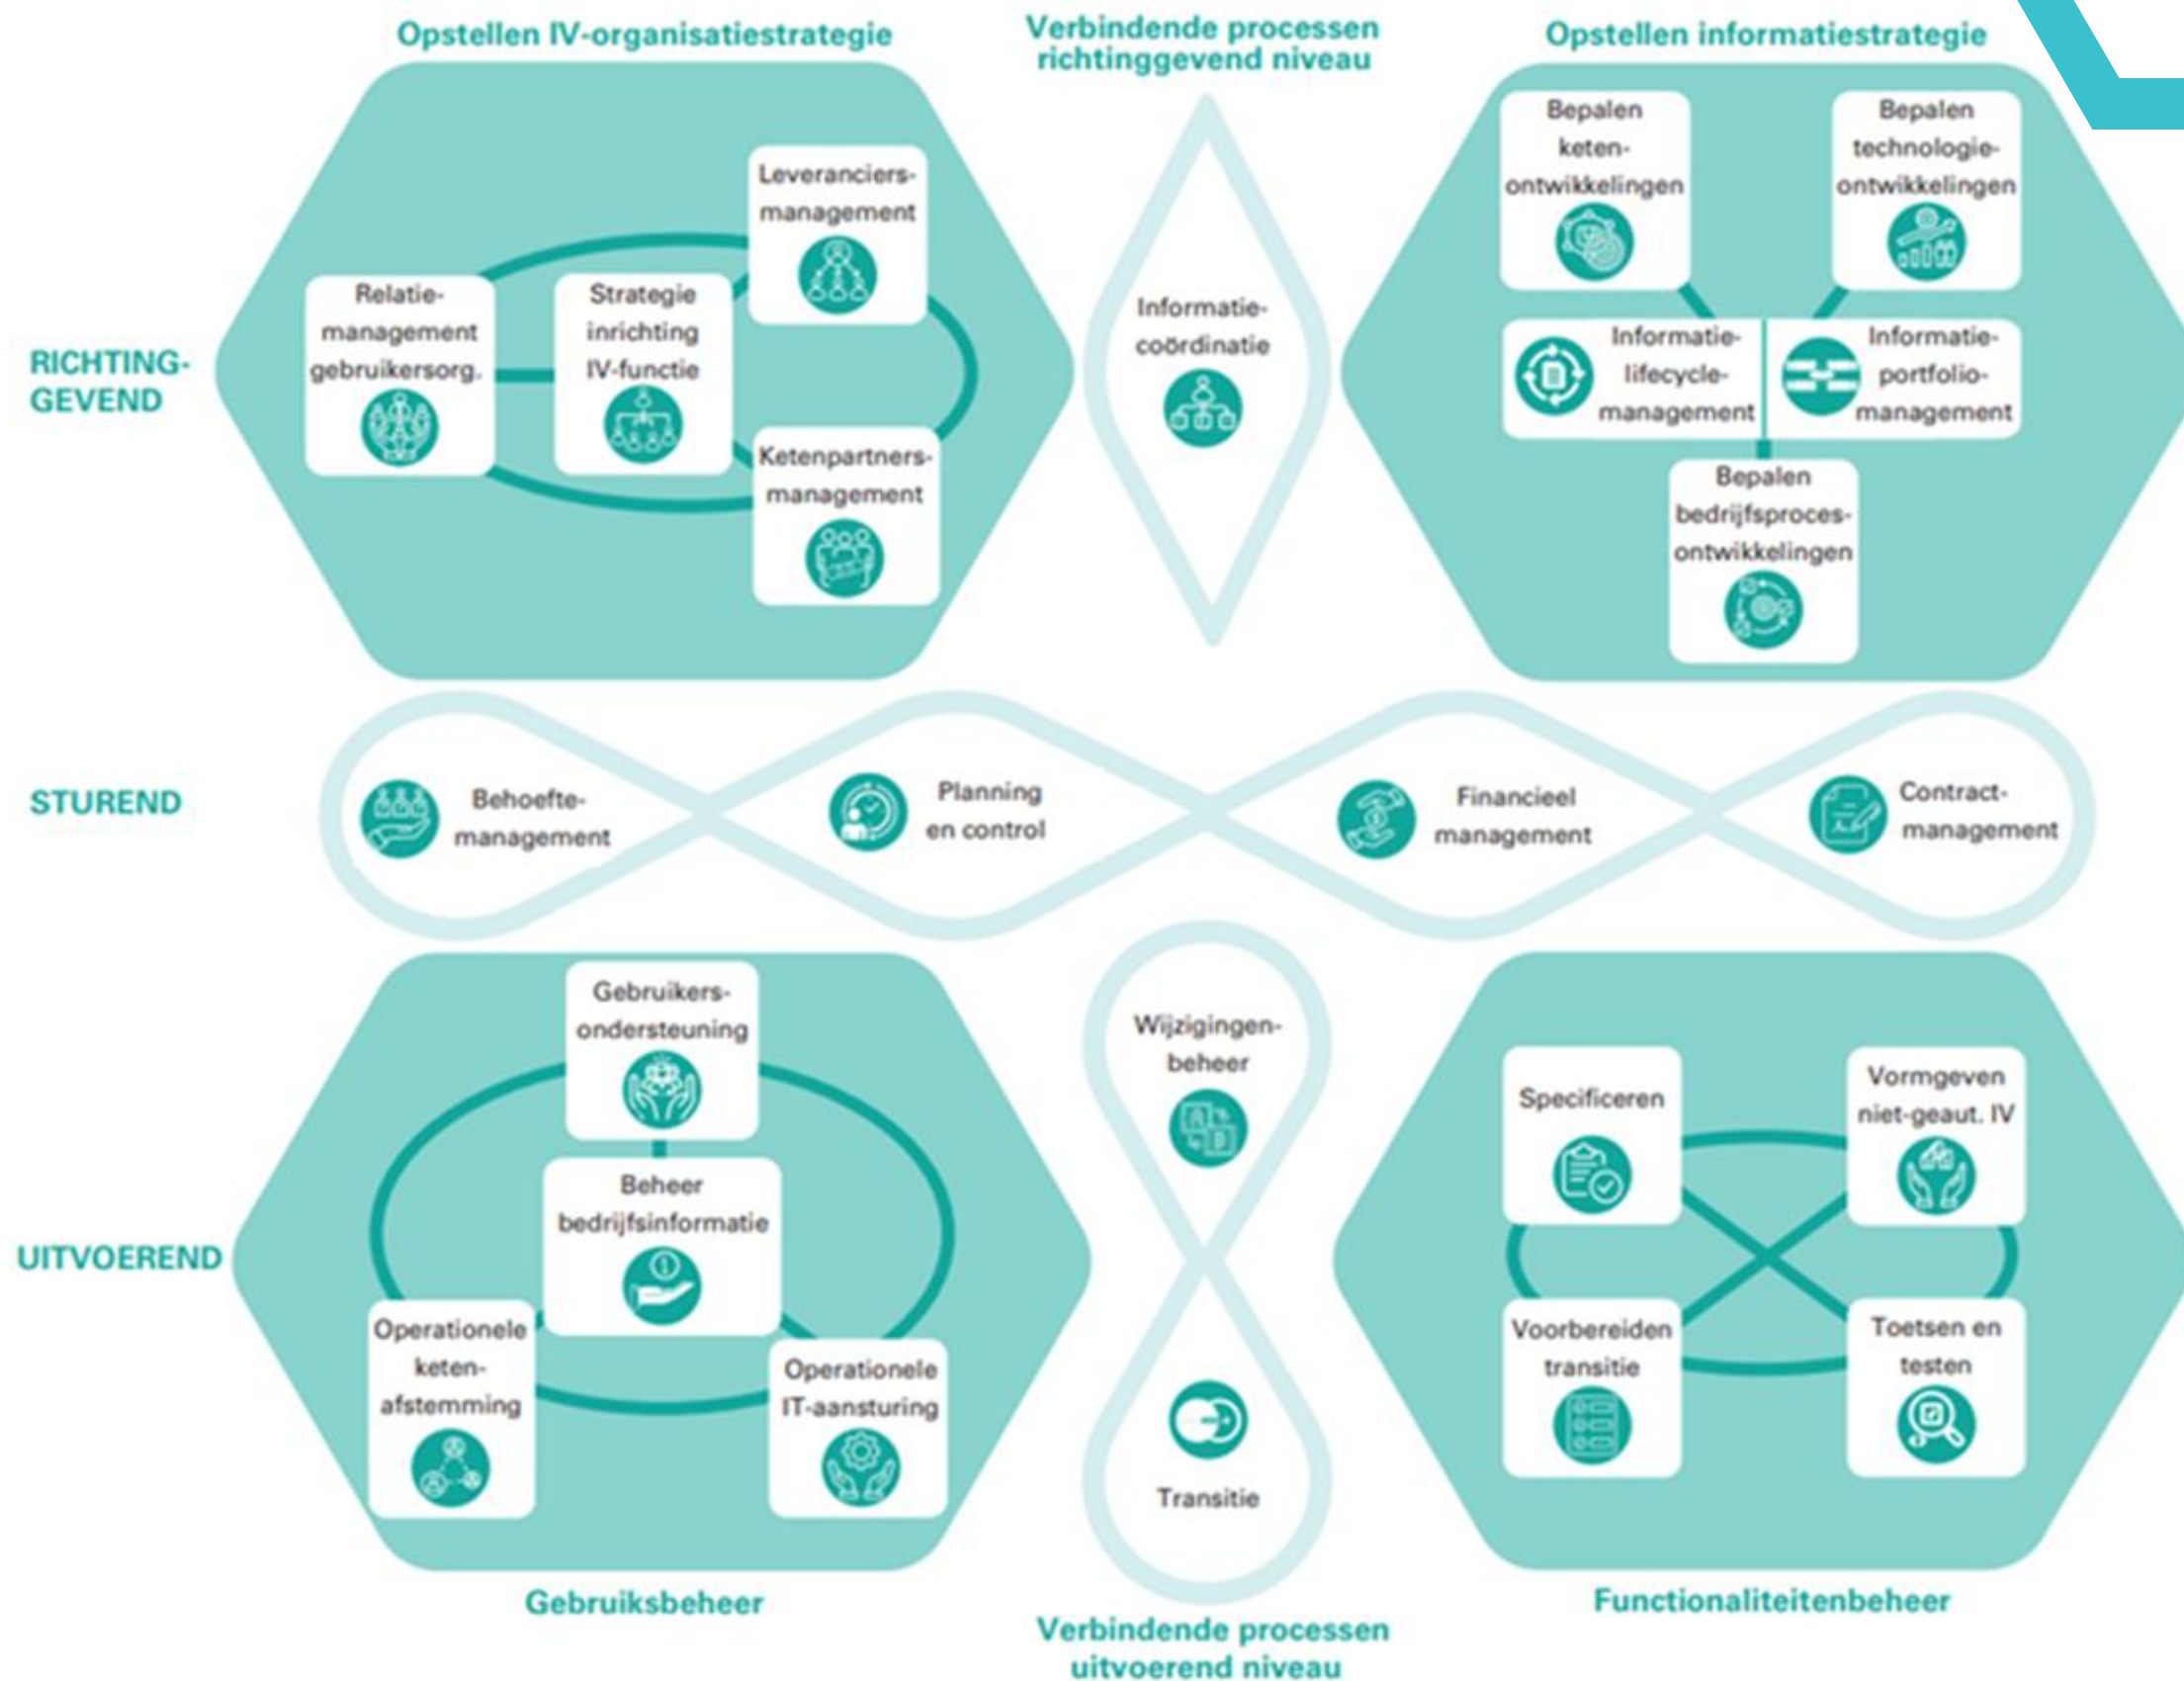 Opstellen IV-organisatiestrategie
Verbindende processen
richtinggevend niveau
Opstellen informatiestrategie
RICHTING-
GEVEND
Relatie-
management
gebruikersorg.
Strategie
inrichting
IV-functie
Leveranciers-
management
Ketenpartners-
management
Informatie-
coördinatie
Bepalen
keten-
ontwikkelingen
Bepalen
technologie-
ontwikkelingen
Informatie-
lifecycle-
management
Informatie-
portfolio-
management
Bepalen
bedrijfsproces-
ontwikkelingen
STUREND
Behoefte-
management
Planning
en control
Financieel
management
Contract-
management
UITVOEREND
Gebruikers-
ondersteuning
Beheer
bedrijfsinformatie
Operationele
keten-
afstemming
Operationele
IT-aansturing
Wijzigingen-
beheer
Transitie
Specificeren
Vormgeven
niet-geaut. IV
Voorbereiden
transitie
Toetsen en
testen
Gebruiksbeheer
Verbindende processen
uitvoerend niveau
Functionaliteitenbeheer